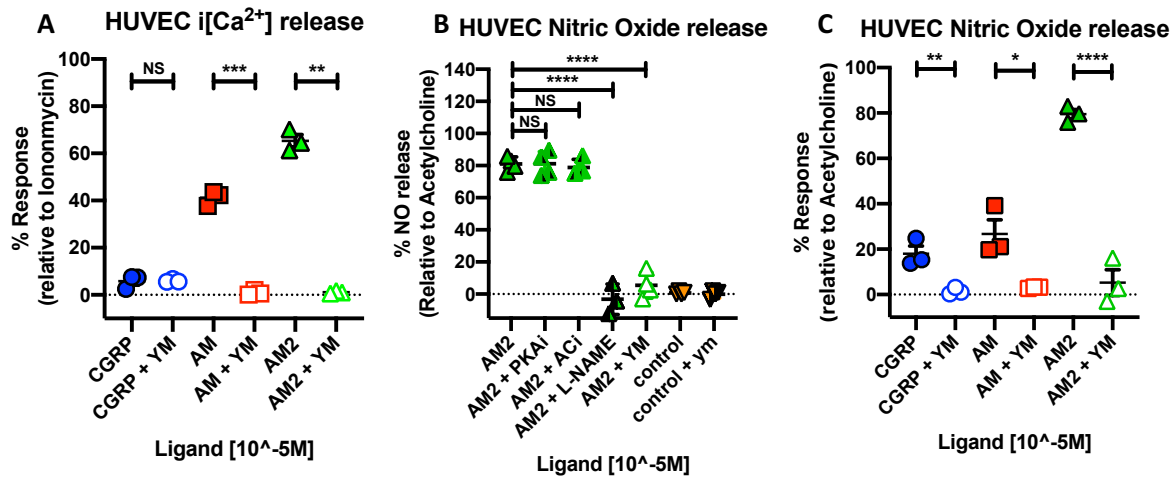 A
HUVEC i[Ca2+] release
% Response
(relative to Ionomycin)
100
80
60
40
20
0
NS
***
**
CGRP
CGRP + YM
AM
AM + YM
AM2
AM2 + YM
Ligand [10^-5M]
B
HUVEC Nitric Oxide release
% NO release
(Relative to Acetylcholine)
140
120
100
80
60
40
20
0
****
****
NS
NS
AM2
AM2 + PKAi
AM2 + ACi
AM2 + L-NAME
AM2 + YM
control
control + ym
Ligand [10^-5M]
C
HUVEC Nitric Oxide release
% Response
(relative to Acetylcholine)
100
80
60
40
20
0
**
*
****
CGRP
CGRP + YM
AM
AM + YM
AM2
AM2 + YM
Ligand [10^-5M]